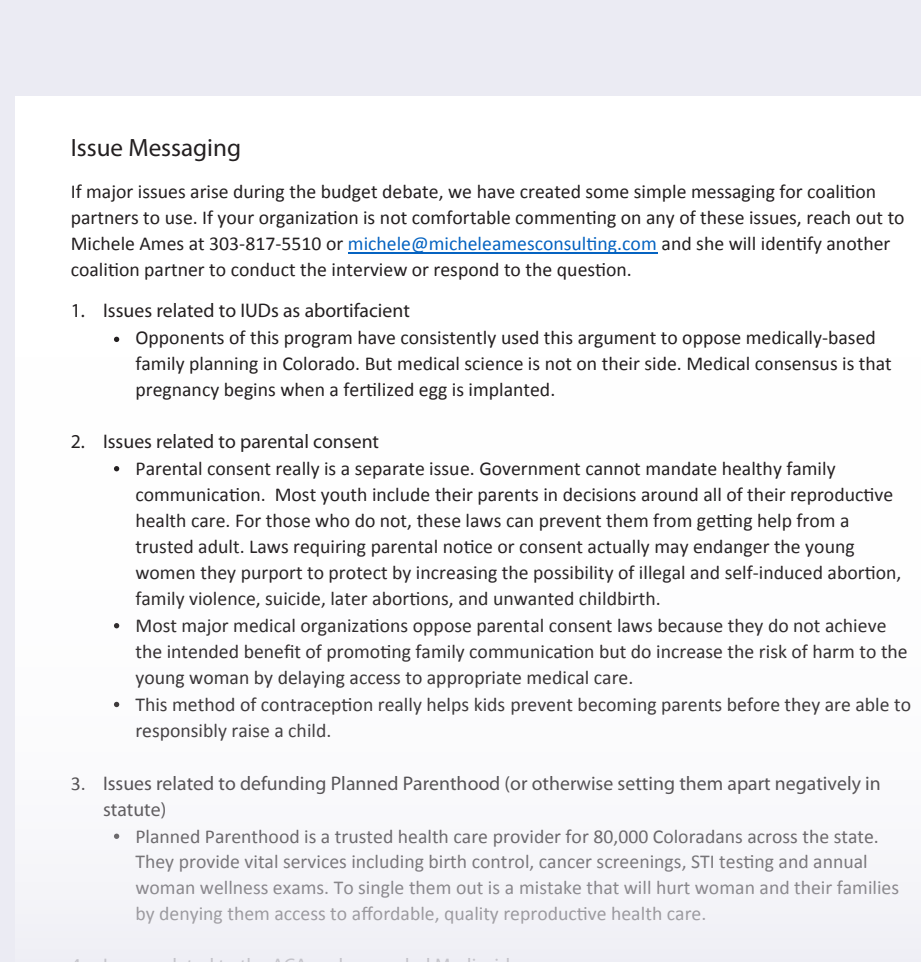 Issue Messaging
If major issues arise during the budget debate, we have created some simple messaging for coalition
partners to use. If your organization is not comfortable commenting on any of these issues, reach out to
Michele Ames at 303-817-5510 or michele@micheleamesconsulting.com and she will identify another
coalition partner to conduct the interview or respond to the question.
1. Issues related to IUDs as abortifacient
• Opponents of this program have consistently used this argument to oppose medically-based
family planning in Colorado. But medical science is not on their side. Medical consensus is that
pregnancy begins when a fertilized egg is implanted.
2. Issues related to parental consent
• Parental consent really is a separate issue. Government cannot mandate healthy family
communication.  Most youth include their parents in decisions around all of their reproductive
health care. For those who do not, these laws can prevent them from getting help from a
trusted adult. Laws requiring parental notice or consent actually may endanger the young
women they purport to protect by increasing the possibility of illegal and self-induced abortion,
family violence, suicide, later abortions, and unwanted childbirth.
• Most major medical organizations oppose parental consent laws because they do not achieve
the intended benefit of promoting family communication but do increase the risk of harm to the
young woman by delaying access to appropriate medical care.
• This method of contraception really helps kids prevent becoming parents before they are able to
responsibly raise a child.
3. Issues related to defunding Planned Parenthood (or otherwise setting them apart negatively in
statute)
• Planned Parenthood is a trusted health care provider for 80,000 Coloradans across the state.
They provide vital services including birth control, cancer screenings, STI testing and annual
woman wellness exams. To single them out is a mistake that will hurt woman and their families
by denying them access to affordable, quality reproductive health care.